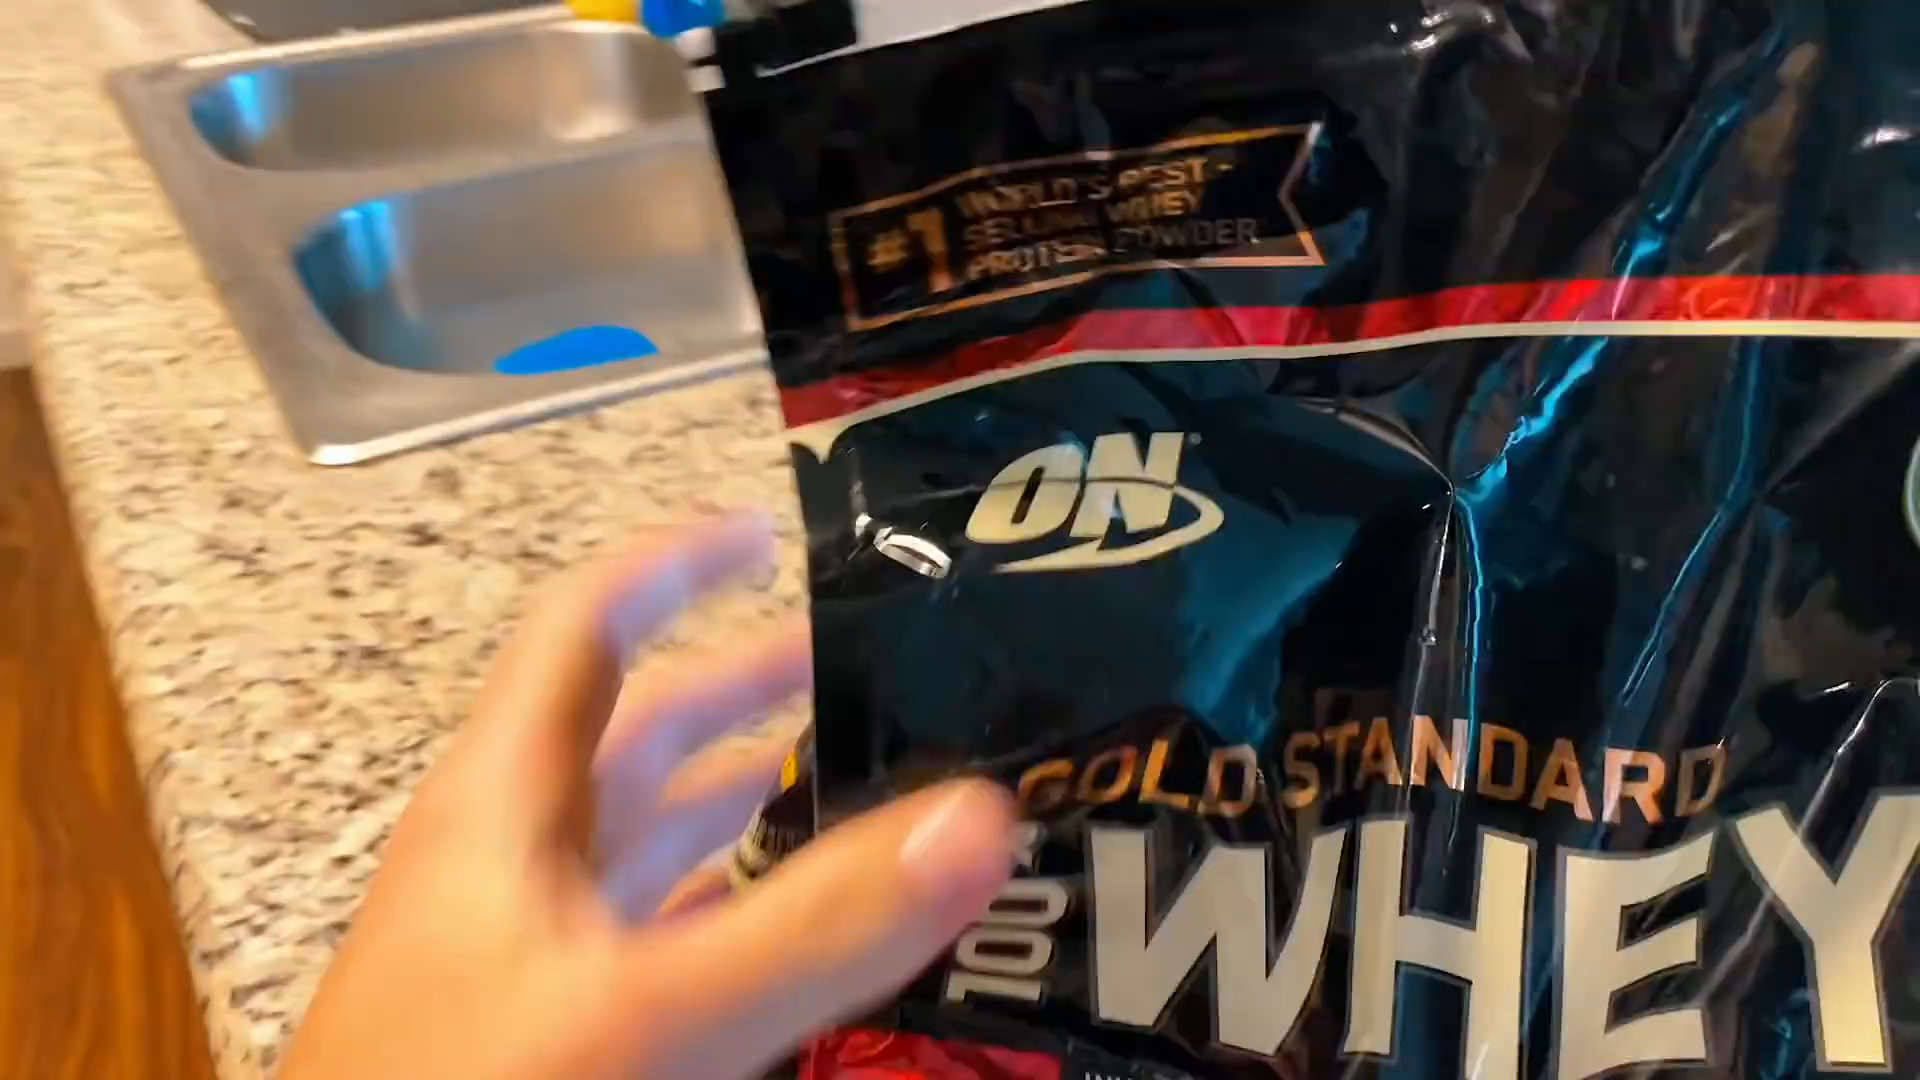 #1
WORLD'S BEST-
SELLING WHEY
PROTEIN POWDER
ON
GOLD STANDARD
100%
WHEY